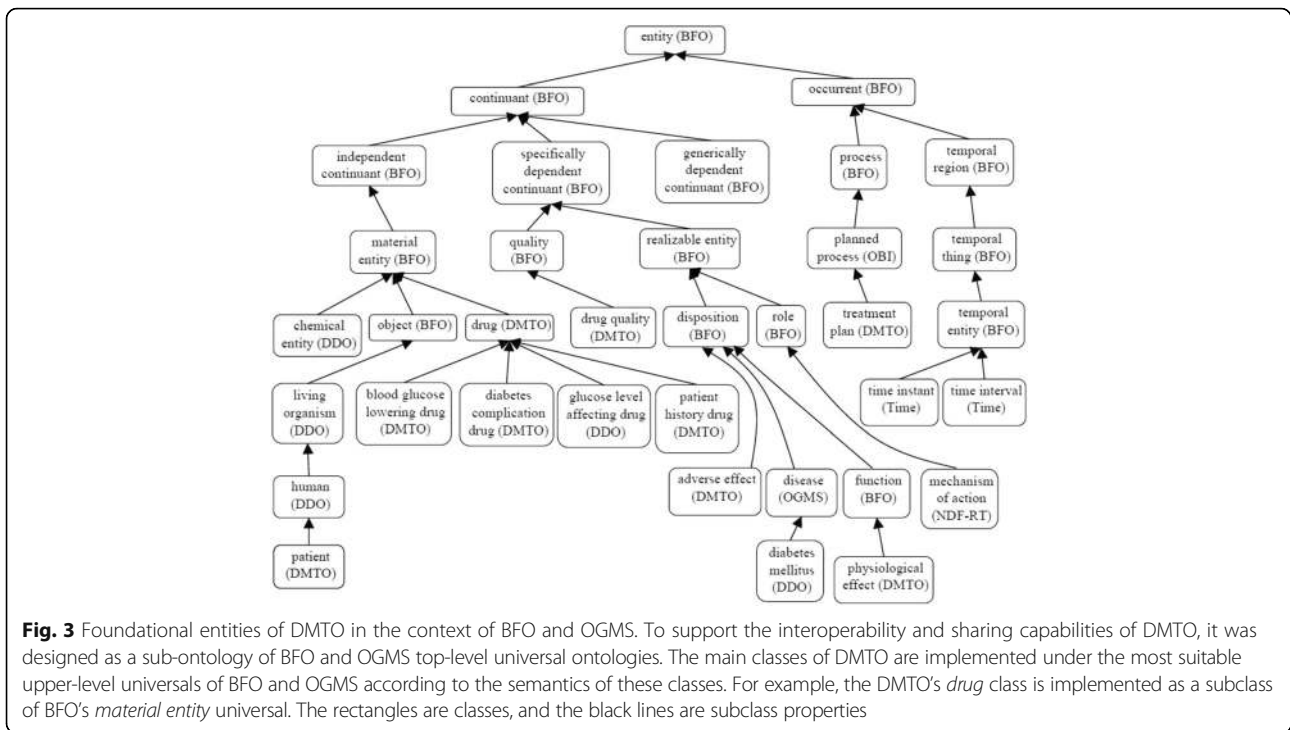 entity (BFO)
continuant (BFO)
occurrent (BFO)
independent
continuant (BFO)
specifically
dependent
continuant (BFO)
generically
dependent
continuant (BFO)
process
(BFO)
temporal
region (BFO)
material
entity (BFO)
quality
(BFO)
realizable entity
(BFO)
planned
process (OBI)
temporal
thing (BFO)
chemical
entity (DDO)
object (BFO)
drug (DMTO)
drug quality
(DMTO)
disposition
(BFO)
role
(BFO)
treatment
plan (DMTO)
temporal
entity (BFO)
living
organism
(DDO)
blood glucose
lowering drug
(DMTO)
diabetes
complication
drug (DMTO)
glucose level
affecting drug
(DDO)
patient
history drug
(DMTO)
time instant
(Time)
time interval
(Time)
human
(DDO)
adverse effect
(DMTO)
disease
(OGMS)
function
(BFO)
mechanism
of action
(NDF-RT)
patient
(DMTO)
diabetes
mellitus
(DDO)
physiological
effect (DMTO)
Fig. 3 Foundational entities of DMTO in the context of BFO and OGMS. To support the interoperability and sharing capabilities of DMTO, it was
designed as a sub-ontology of BFO and OGMS top-level universal ontologies. The main classes of DMTO are implemented under the most suitable
upper-level universals of BFO and OGMS according to the semantics of these classes. For example, the DMTO's drug class is implemented as a subclass
of BFO's material entity universal. The rectangles are classes, and the black lines are subclass properties